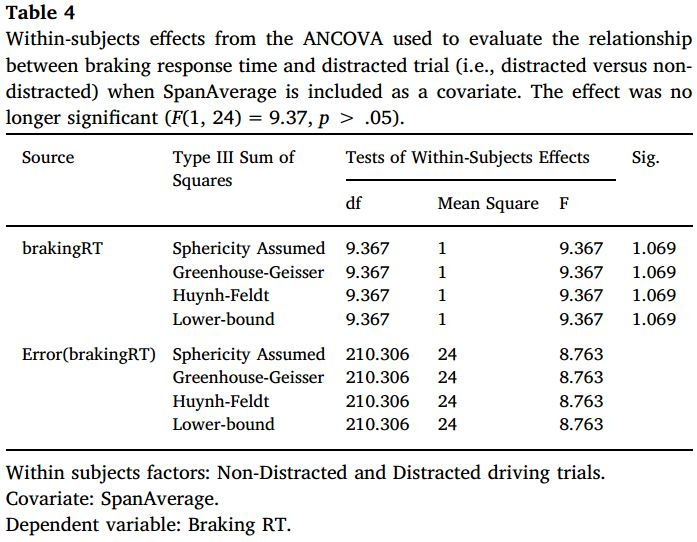 Table 4
Within-subjects effects from the ANCOVA used to evaluate the relationship
between braking response time and distracted trial (i.e., distracted versus non-
distracted) when SpanAverage is included as a covariate. The effect was no
longer significant (F(1, 24) = 9.37, p > .05).
Source Type III Sum of Squares Tests of Within-Subjects Effects Sig.
df Mean Square F
brakingRT Sphericity Assumed 9.367 1 9.367 1.069
Greenhouse-Geisser 9.367 1 9.367 1.069
Huynh-Feldt 9.367 1 9.367 1.069
Lower-bound 9.367 1 9.367 1.069
Error(brakingRT) Sphericity Assumed 210.306 24 8.763
Greenhouse-Geisser 210.306 24 8.763
Huynh-Feldt 210.306 24 8.763
Lower-bound 210.306 24 8.763
Within subjects factors: Non-Distracted and Distracted driving trials.
Covariate: SpanAverage.
Dependent variable: Braking RT.